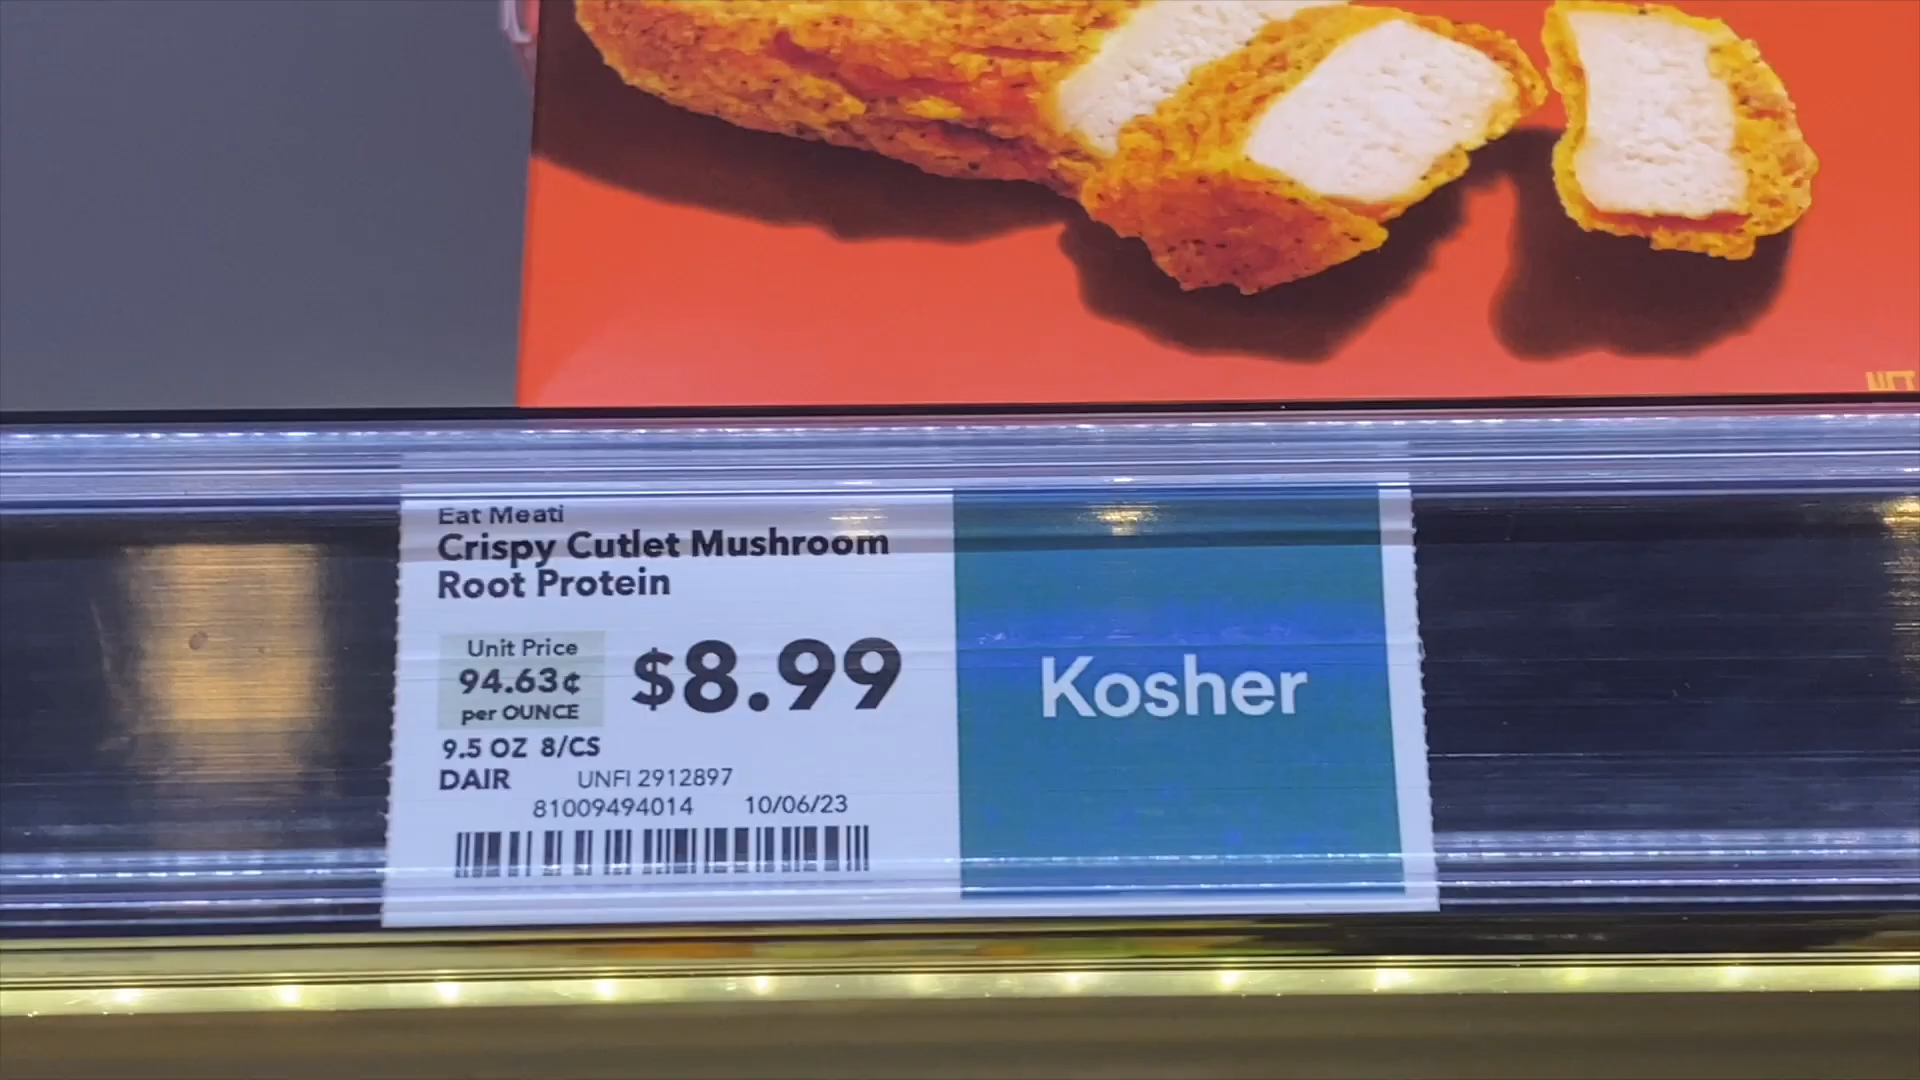 Eat Meati
Crispy Cutlet Mushroom
Root Protein
Unit Price
94.63¢
per OUNCE
$8.99
9.5 OZ 8/CS
DAIR UNFI 2912897
81009494014 10/06/23
Kosher